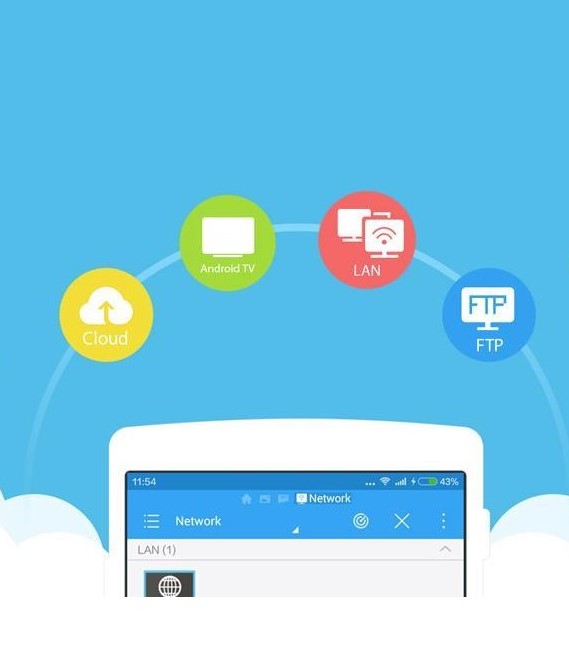 Android TV
LAN
Cloud
FTP
FTP
11:54
43%
Network
Network
LAN (1)